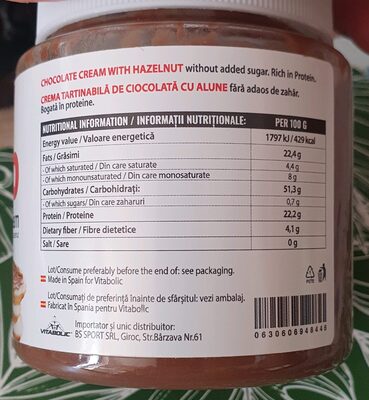 CHOCOLATE CREAM WITH HAZELNUT without added sugar. Rich in Protein.
CREMA TARTINABILĂ DE CIOCOLATĂ CU ALUNE fără adaos de zahăr.
Bogată în proteine.
NUTRITIONAL INFORMATION / INFORMAȚII NUTRIȚIONALE: PER 100 G
Energy value / Valoare energetică 1797 kJ / 429 kcal
Fats / Grăsimi 22,4g
- Of which saturated / Din care saturate 4,4 g
- Of which monounsaturated / Din care monosaturate 8 g
Carbohydrates / Carbohidrați: 51,3 g
- Of which sugars/ Din care zaharuri 0,7 g
Protein / Proteine 22,2 g
Dietary fiber / Fibre dietetice 4,1 g
Salt / Sare 0 g
Lot/Consume preferably before the end of: see packaging.
Made in Spain for Vitabolic
Lot/Consumați de preferință înainte de sfârșitul: vezi ambalaj.
Fabricat în Spania pentru Vitabolic
VITABOLIC
Importator și unic distribuitor:
BS SPORT SRL, Giroc, Str.Bârzava Nr.61
0630606948446